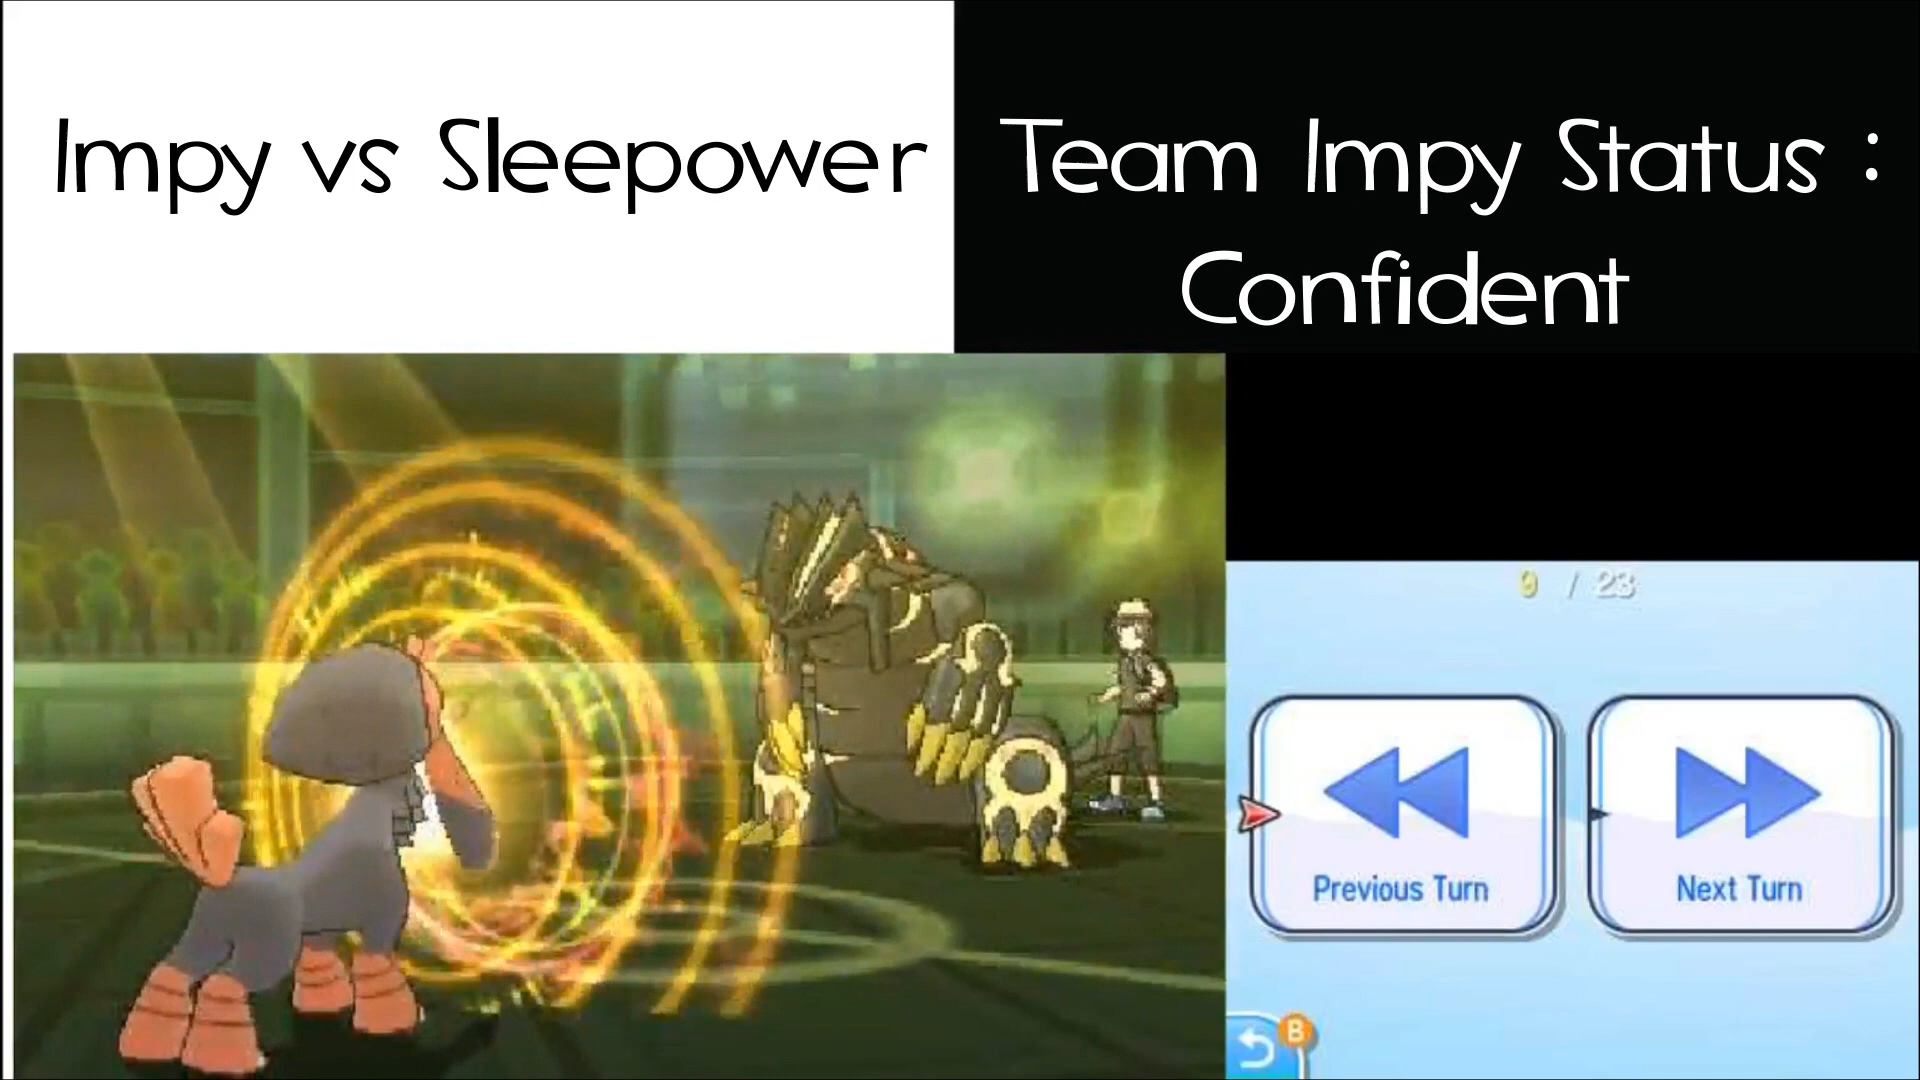 Impy vs Sleepower
Team Impy Status :
Confident
9 / 23
Previous Turn
Next Turn
B